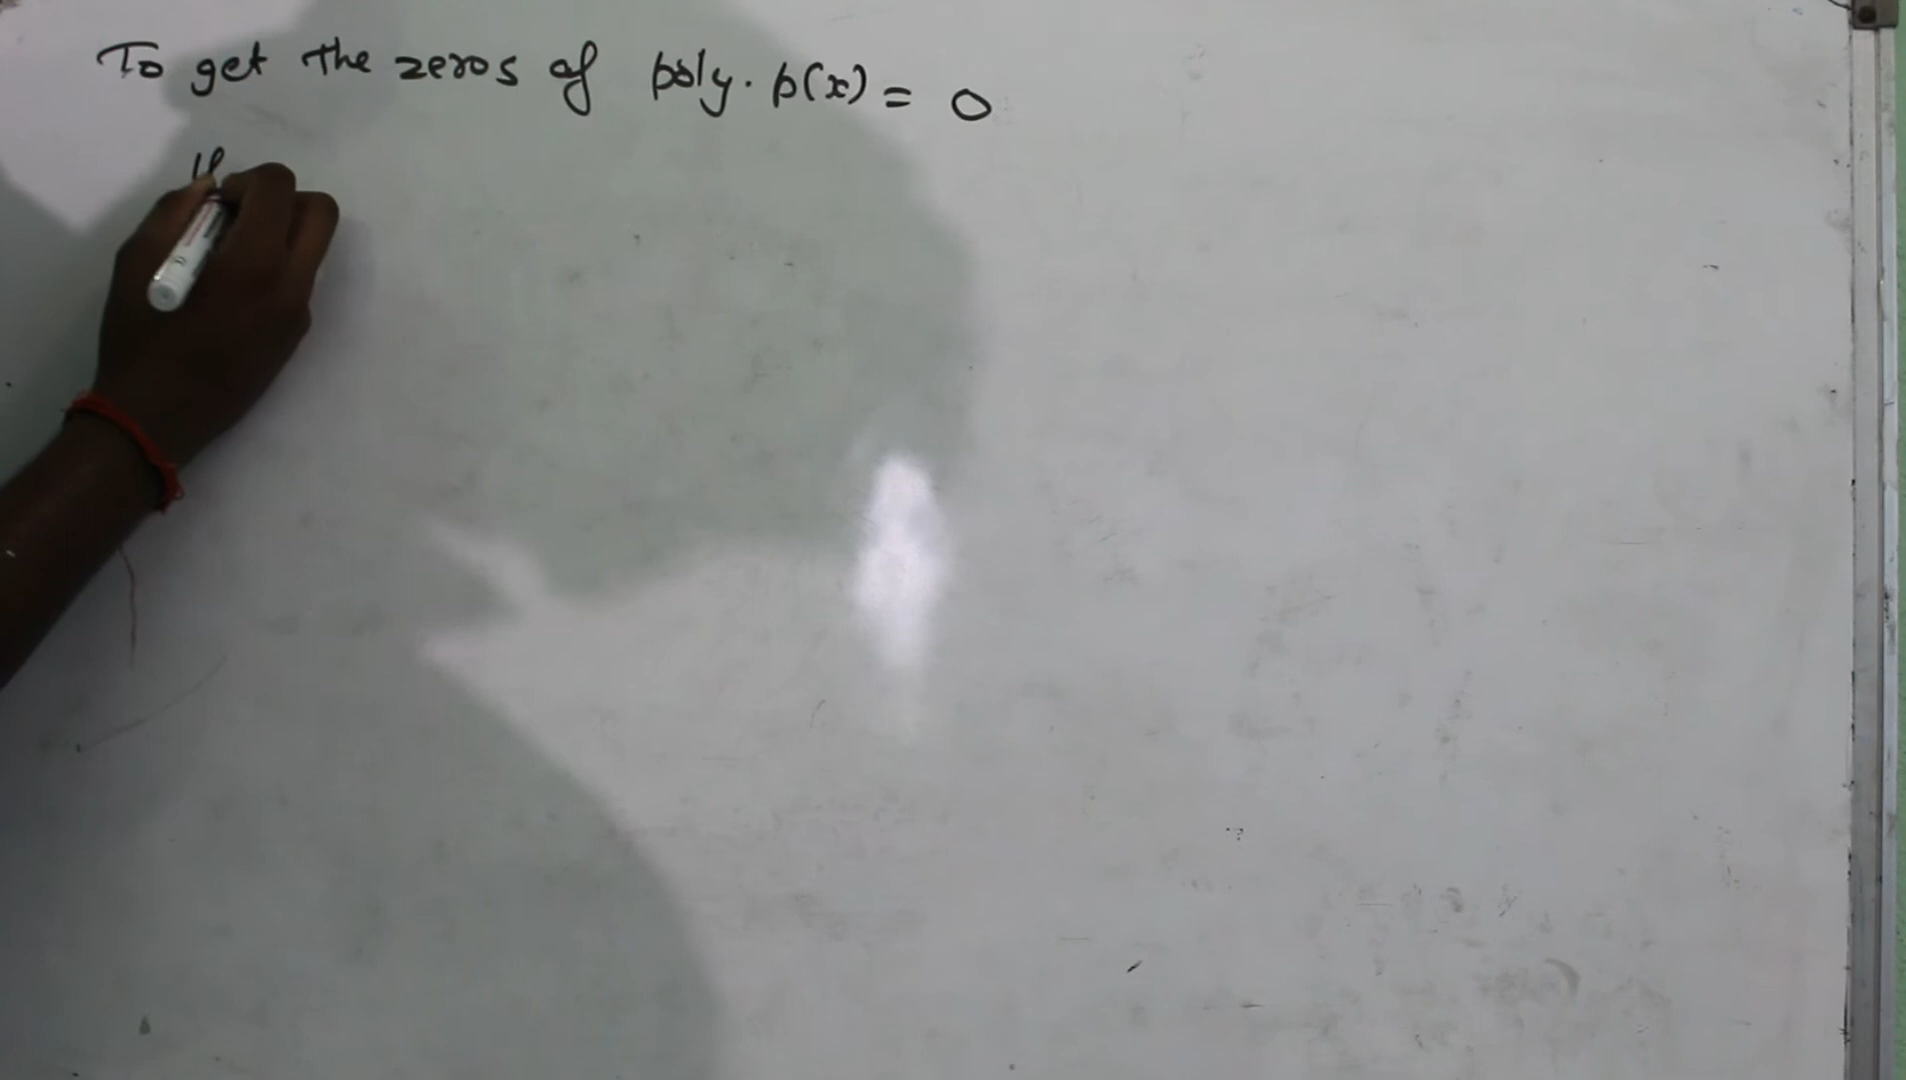 To get the zeros of poly. p(x) = 0